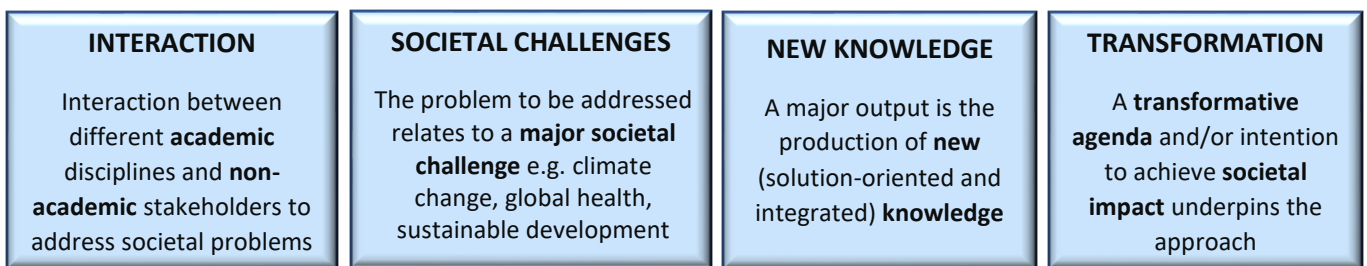 INTERACTION
Interaction between
different academic
disciplines and non-
academic stakeholders to
address societal problems
SOCIETAL CHALLENGES
The problem to be addressed
relates to a major societal
challenge e.g. climate
change, global health,
sustainable development
NEW KNOWLEDGE
A major output is the
production of new
(solution-oriented and
integrated) knowledge
TRANSFORMATION
A transformative
agenda and/or intention
to achieve societal
impact underpins the
approach